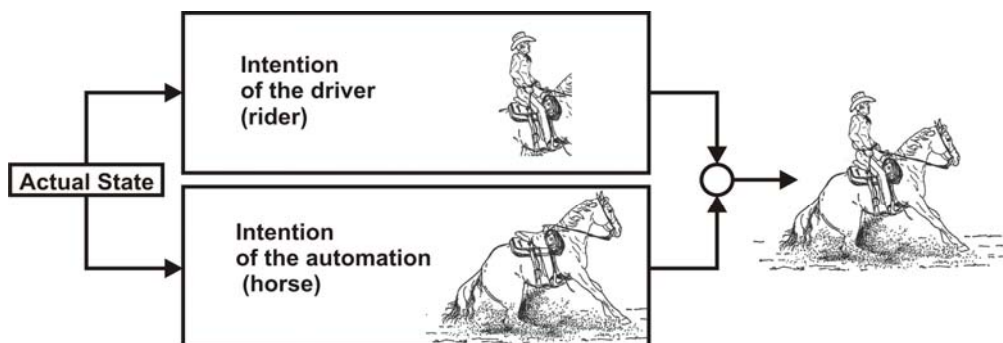 Intention
of the driver
(rider)
Actual State
Intention
of the automation
(horse)